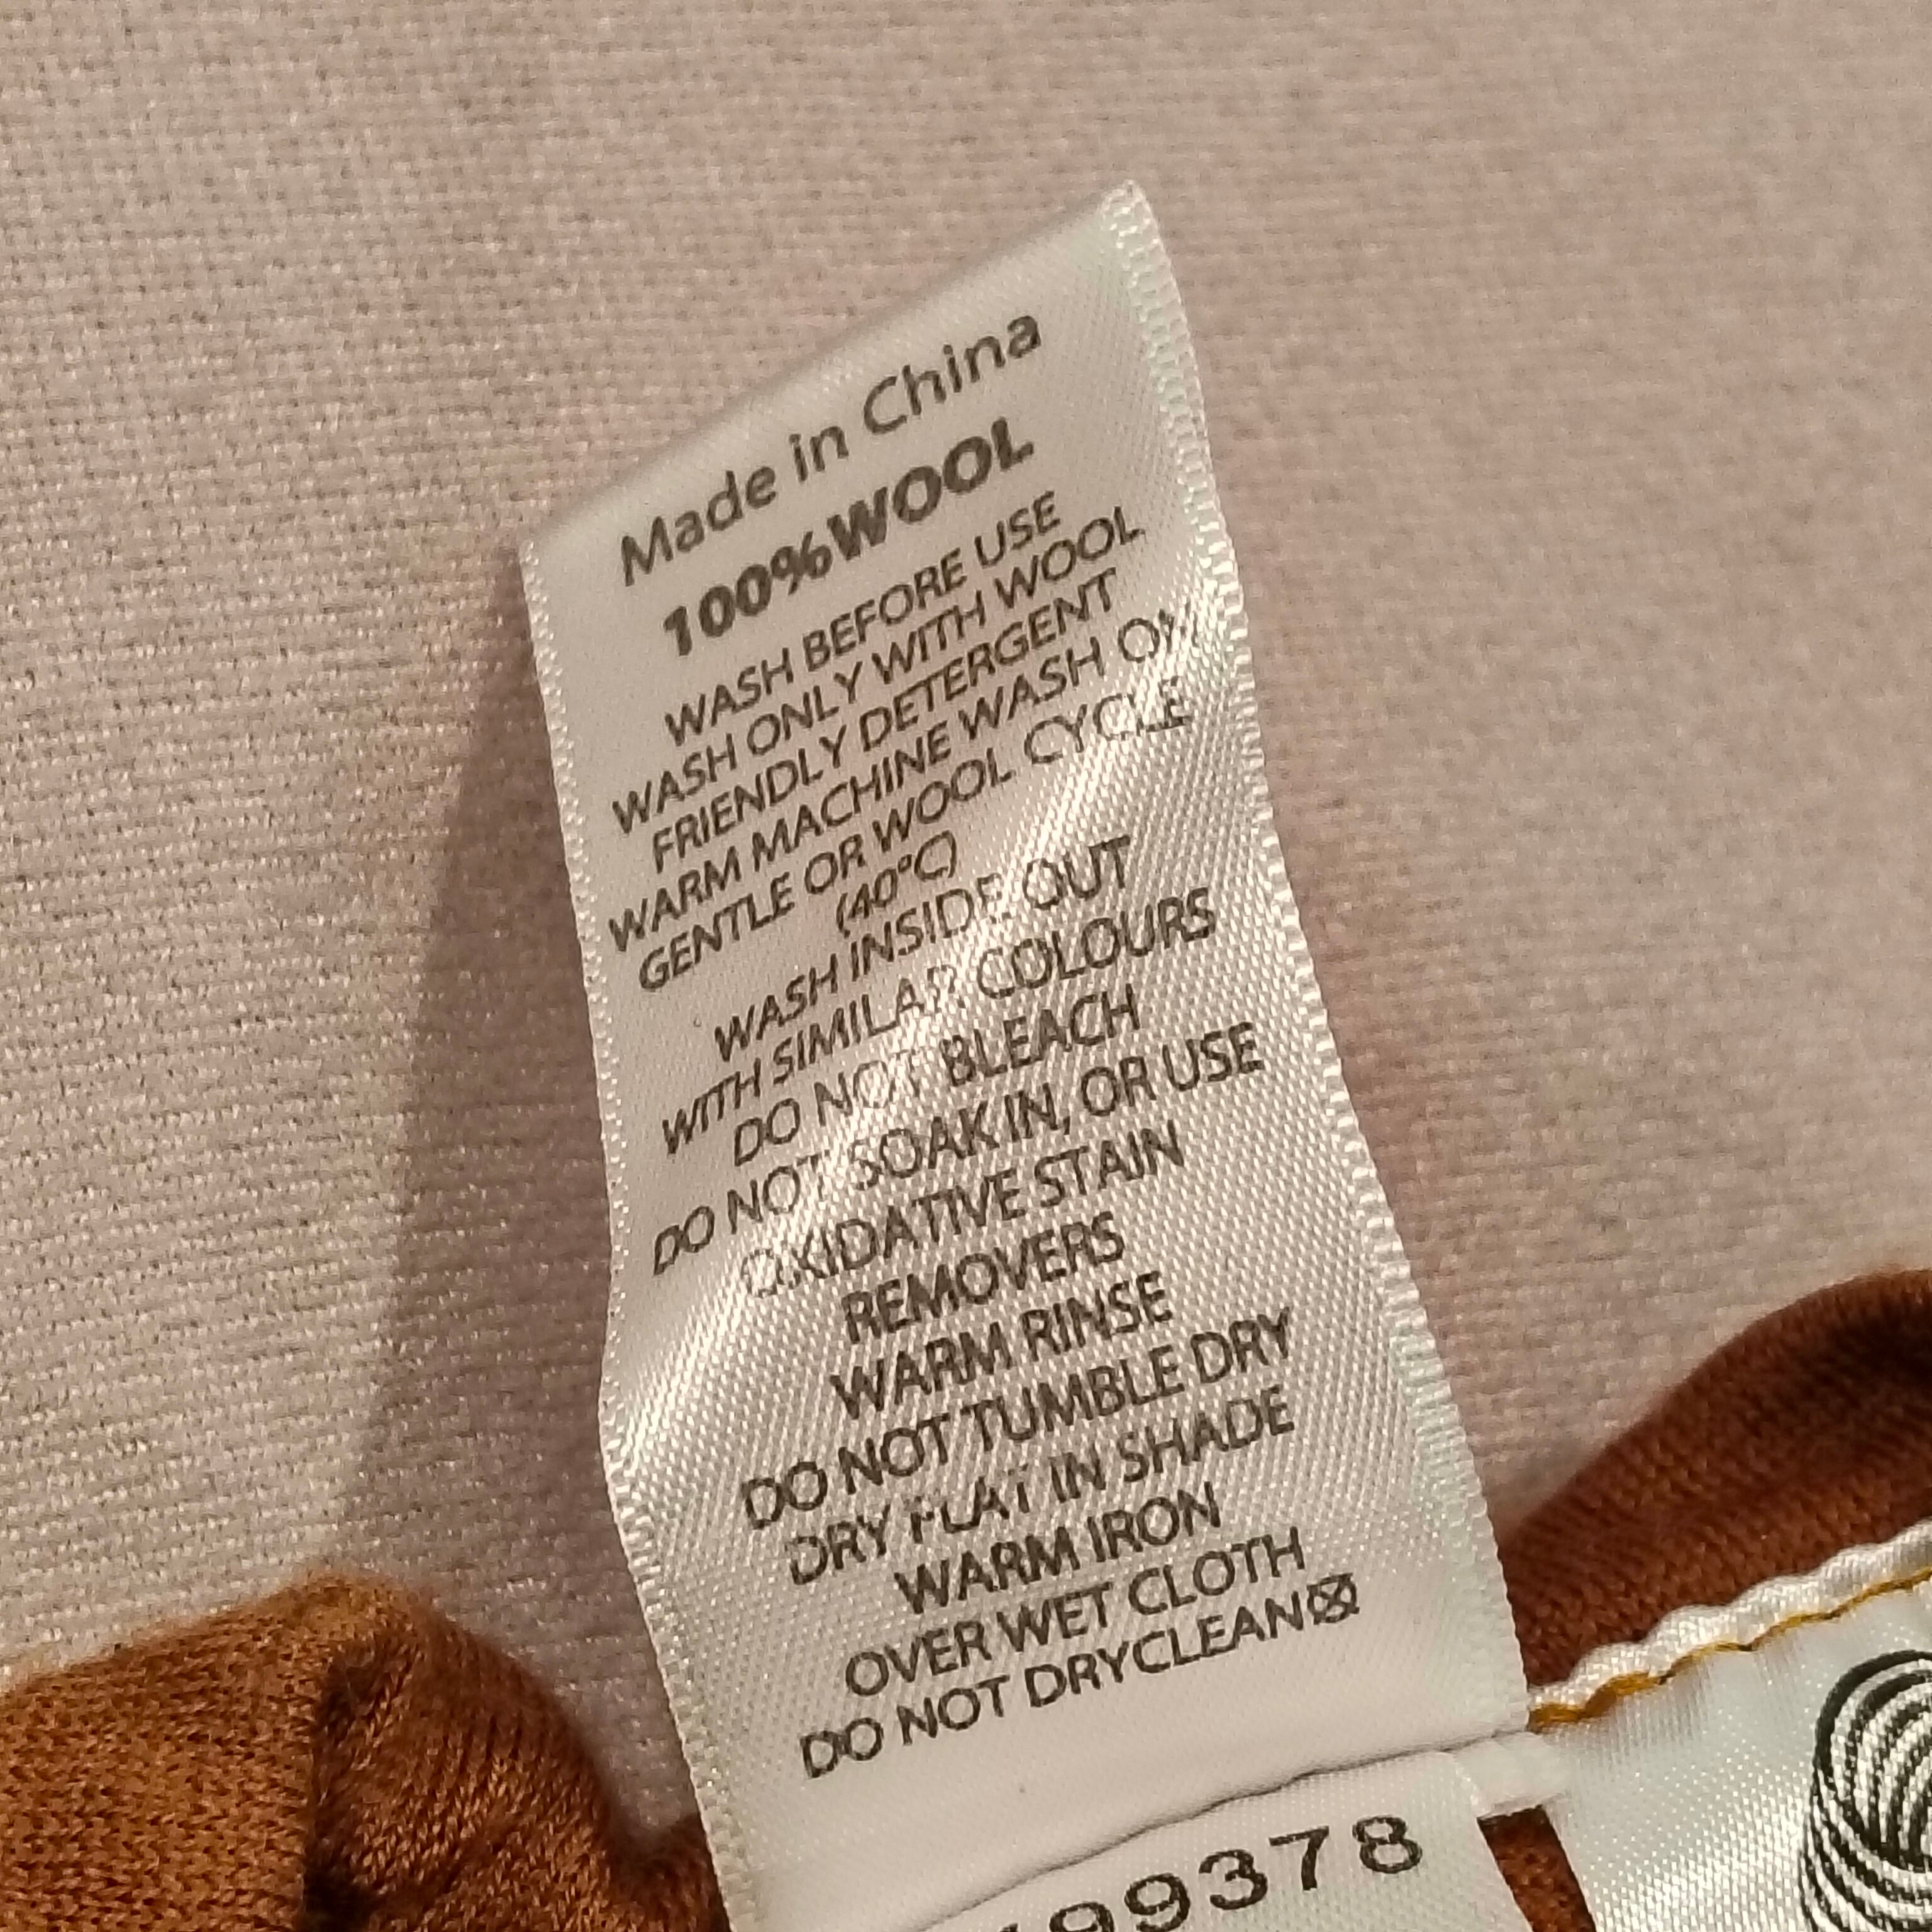 Made in China
100%WOOL
WASH BEFORE USE
WASH ONLY WITH WOOL
FRIENDLY DETERGENT
WARM MACHINE WASH ON
GENTLE OR WOOL CYCLE
(40°C)
WASH INSIDE OUT
WITH SIMILAR COLOURS
DO NOT BLEACH
DO NOT SOAK IN, OR USE
OXIDATIVE STAIN
REMOVERS
WARM RINSE
DO NOT TUMBLE DRY
DRY FLAT IN SHADE
WARM IRON
OVER WET CLOTH
DO NOT DRYCLEAN
99378